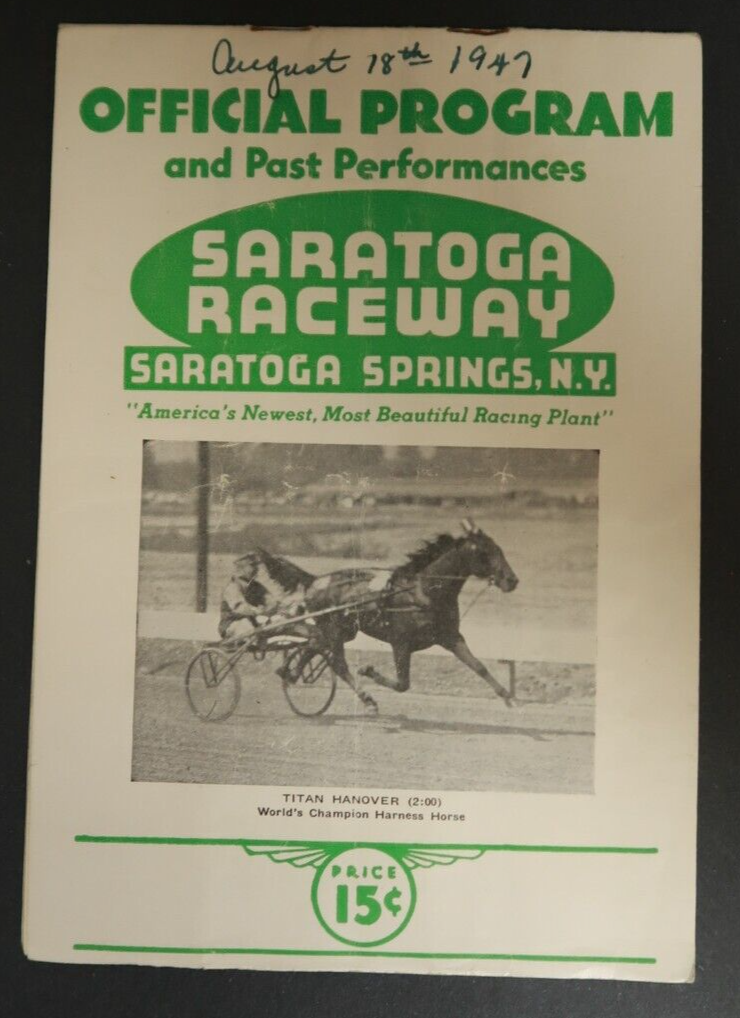 August 18th 1947
OFFICIAL PROGRAM
and Past Performances
SARATOGA
RACEWAY
SARATOGA SPRINGS, N.Y.
"America's Newest, Most Beautiful Racing Plant"
TITAN HANOVER (2:00)
World's Champion Harness Horse
PRICE
15¢